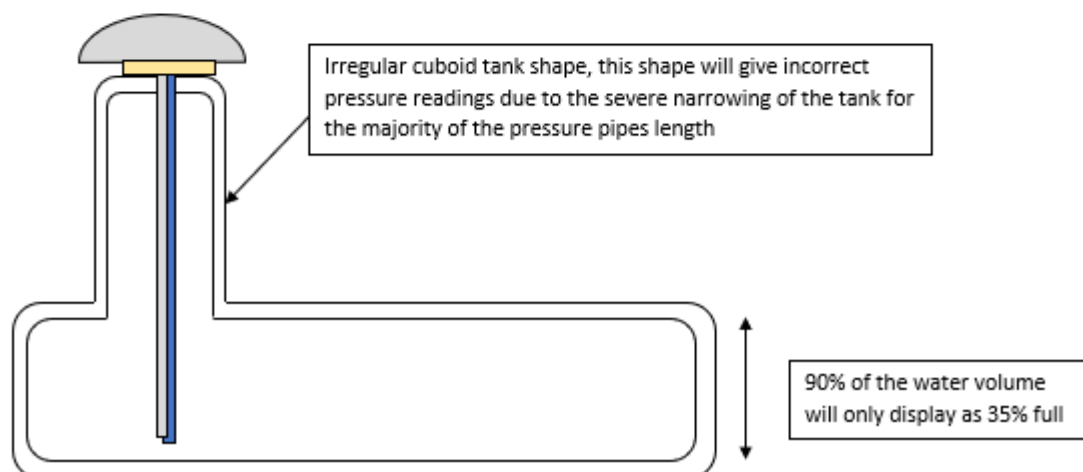 Irregular cuboid tank shape, this shape will give incorrect
pressure readings due to the severe narrowing of the tank for
the majority of the pressure pipes length
90% of the water volume
will only display as 35% full